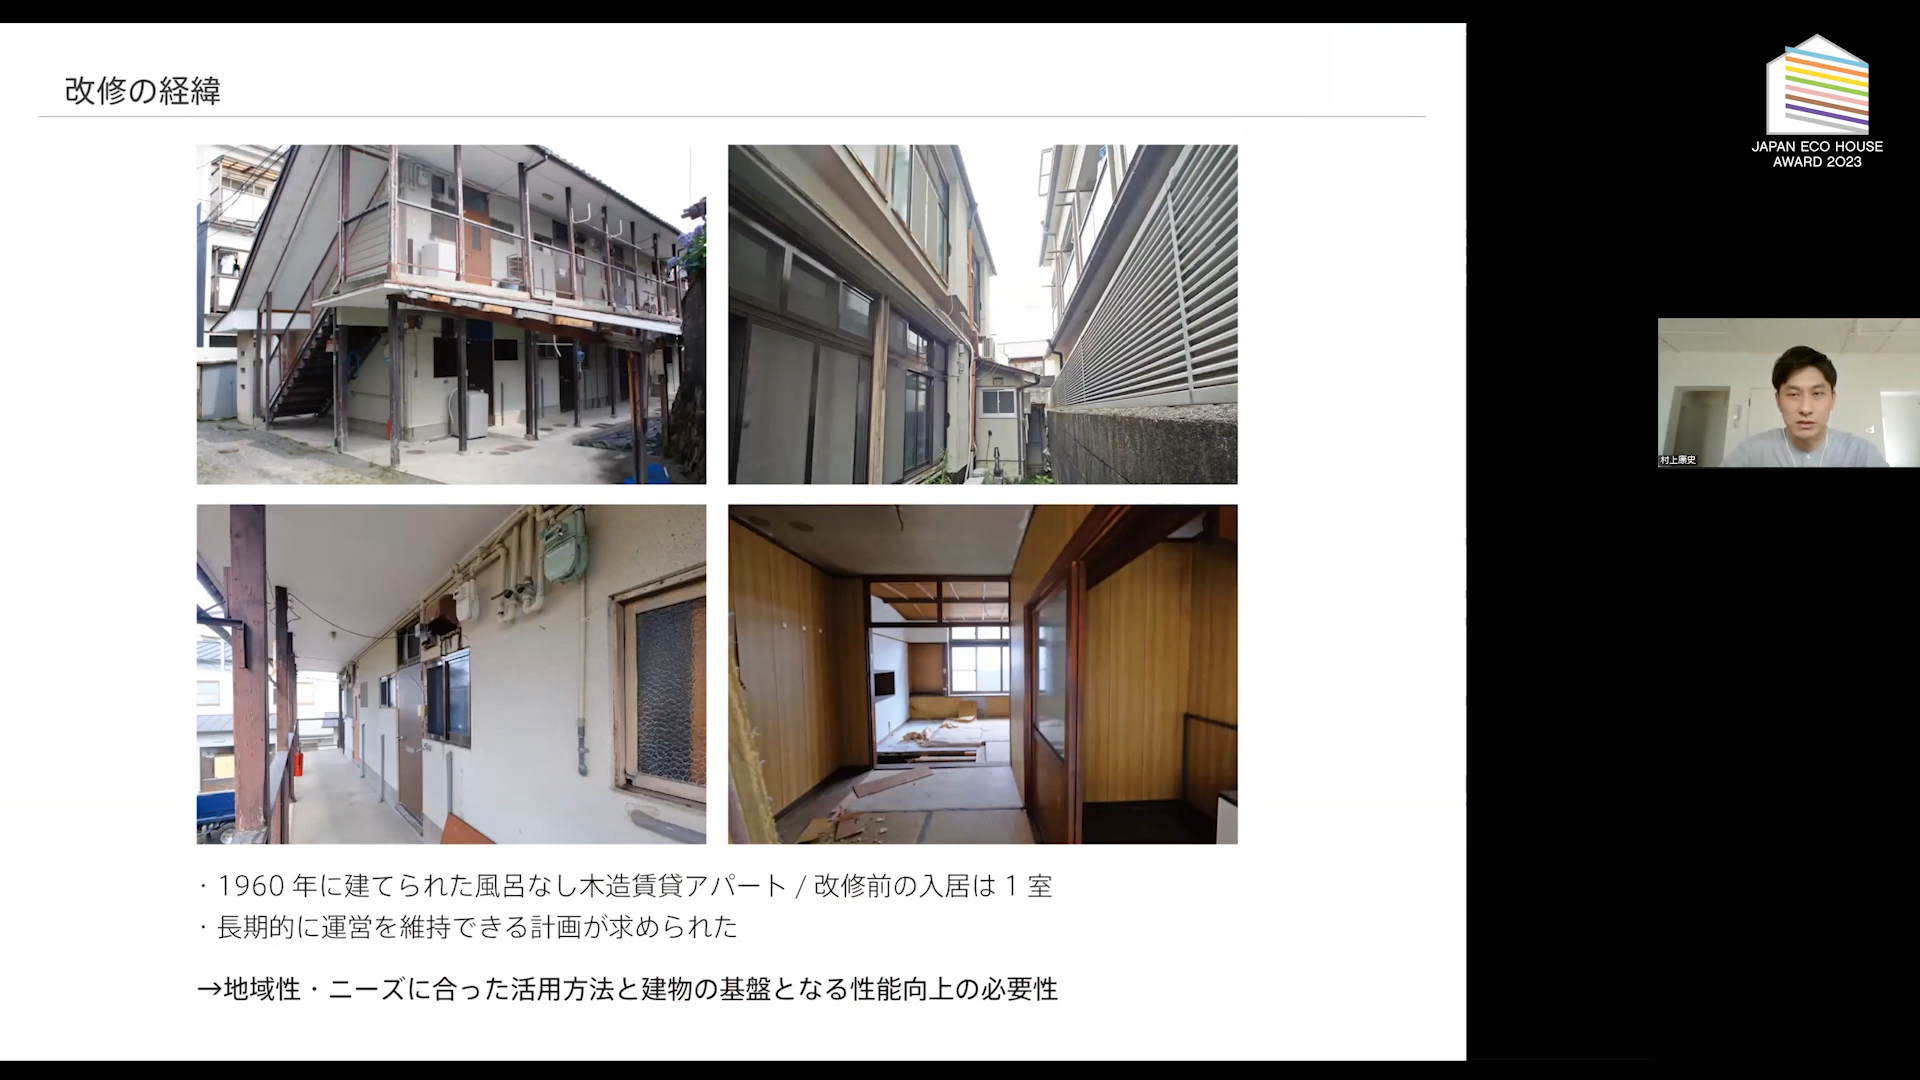 改修の経緯
JAPAN ECO HOUSE
AWARD 2023
村上康史
・1960 年に建てられた風呂なし木造賃貸アパート / 改修前の入居は 1 室
・長期的に運営を維持できる計画が求められた
→地域性・ニーズに合った活用方法と建物の基盤となる性能向上の必要性